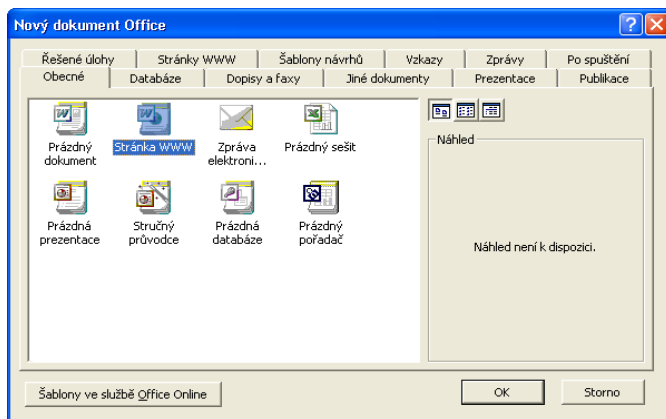 Nový dokument Office
Řešené úlohy
Stránky WWW
Šablony návrhů
Vzkazy
Zprávy
Po spuštění
Obecné
Databáze
Dopisy a faxy
Jiné dokumenty
Prezentace
Publikace
Prázdný
dokument
Stránka WWW
Zpráva
elektroni...
Prázdný sešit
Prázdná
prezentace
Stručný
průvodce
Prázdná
databáze
Prázdný
pořadač
Náhled
Náhled není k dispozici.
Šablony ve službě Office Online
OK
Storno